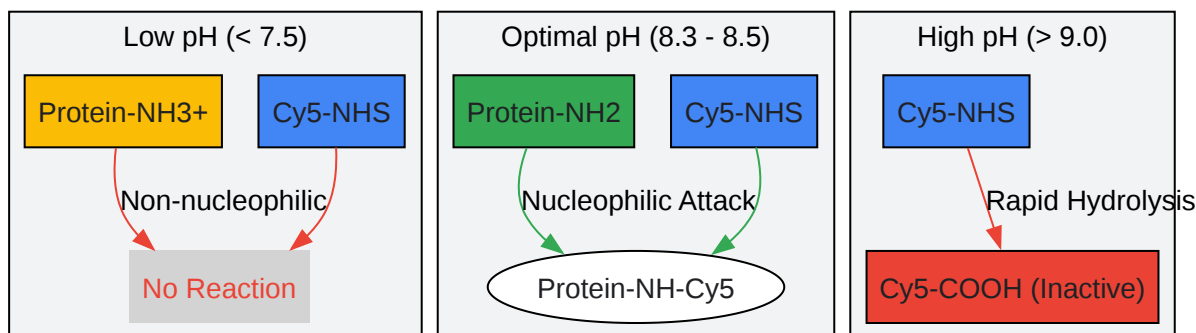 Low pH (< 7.5)
Protein-NH3+
Cy5-NHS
Non-nucleophilic
No Reaction
Optimal pH (8.3 - 8.5)
Protein-NH2
Cy5-NHS
Nucleophilic Attack
Protein-NH-Cy5
High pH (> 9.0)
Cy5-NHS
Rapid Hydrolysis
Cy5-COOH (Inactive)